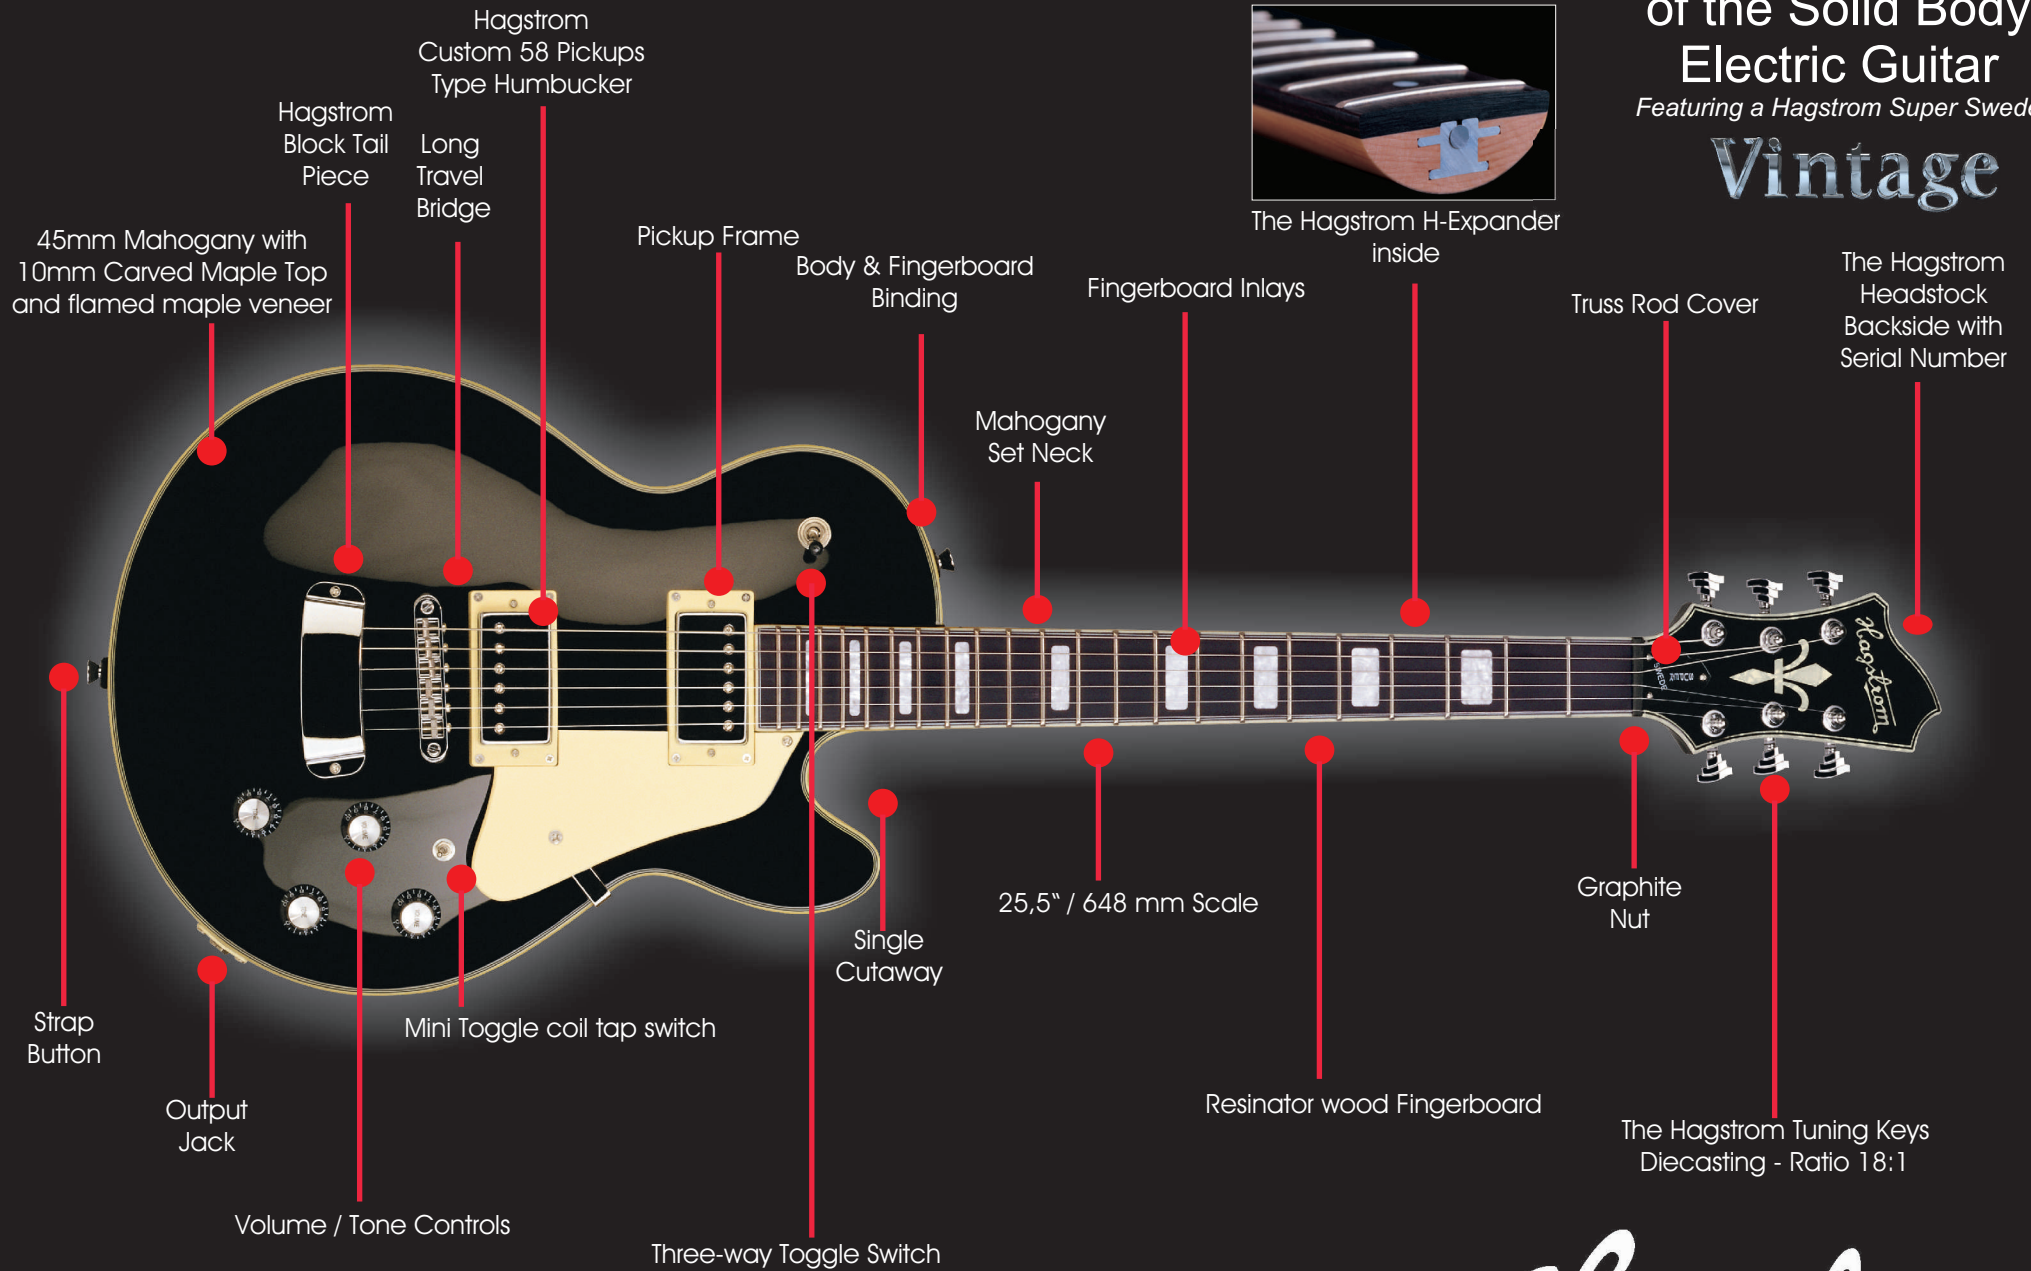 of the Solid Body
Electric Guitar
Featuring a Hagstrom Super Swede
Vintage
Hagstrom
Custom 58 Pickups
Type Humbucker
Hagstrom
Block Tail
Piece
Long
Travel
Bridge
45mm Mahogany with
10mm Carved Maple Top
and flamed maple veneer
Pickup Frame
Body & Fingerboard
Binding
The Hagstrom H-Expander
inside
Fingerboard Inlays
Truss Rod Cover
The Hagstrom
Headstock
Backside with
Serial Number
Mahogany
Set Neck
Hagstrom
SWEDE
25,5“ / 648 mm Scale
Graphite
Nut
Single
Cutaway
Strap
Button
Mini Toggle coil tap switch
Output
Jack
Resinator wood Fingerboard
The Hagstrom Tuning Keys
Diecasting - Ratio 18:1
Volume / Tone Controls
Three-way Toggle Switch